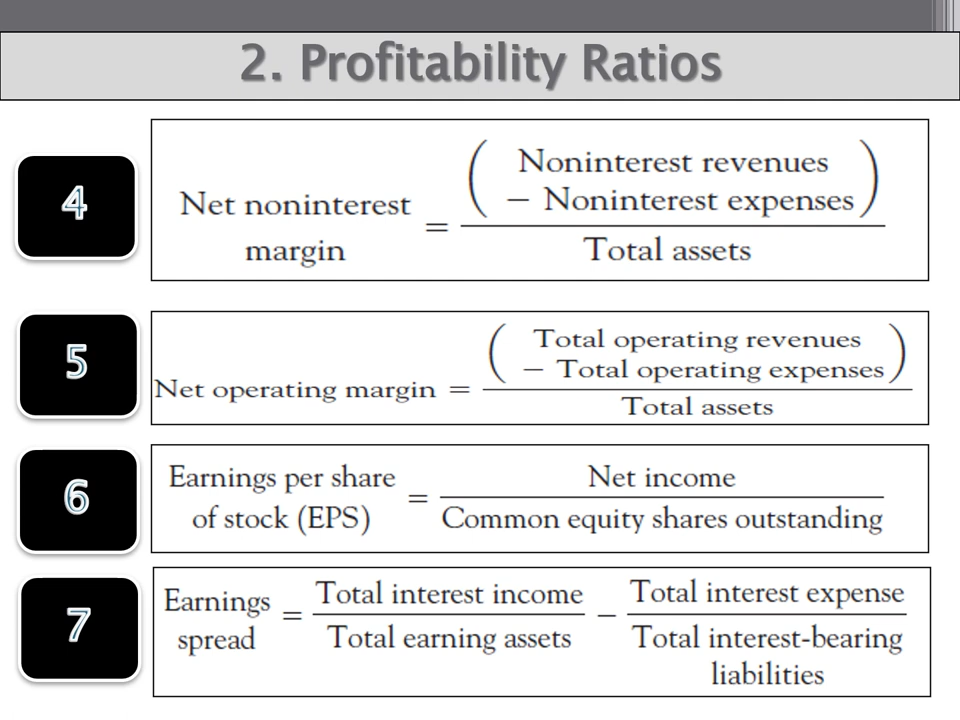 2. Profitability Ratios
4
Net noninterest
margin
=
( Noninterest revenues
− Noninterest expenses )
Total assets
5
Net operating margin =
( Total operating revenues
− Total operating expenses )
Total assets
6
Earnings per share
of stock (EPS)
=
Net income
Common equity shares outstanding
7
Earnings
spread
=
Total interest income
Total earning assets
−
Total interest expense
Total interest-bearing
liabilities